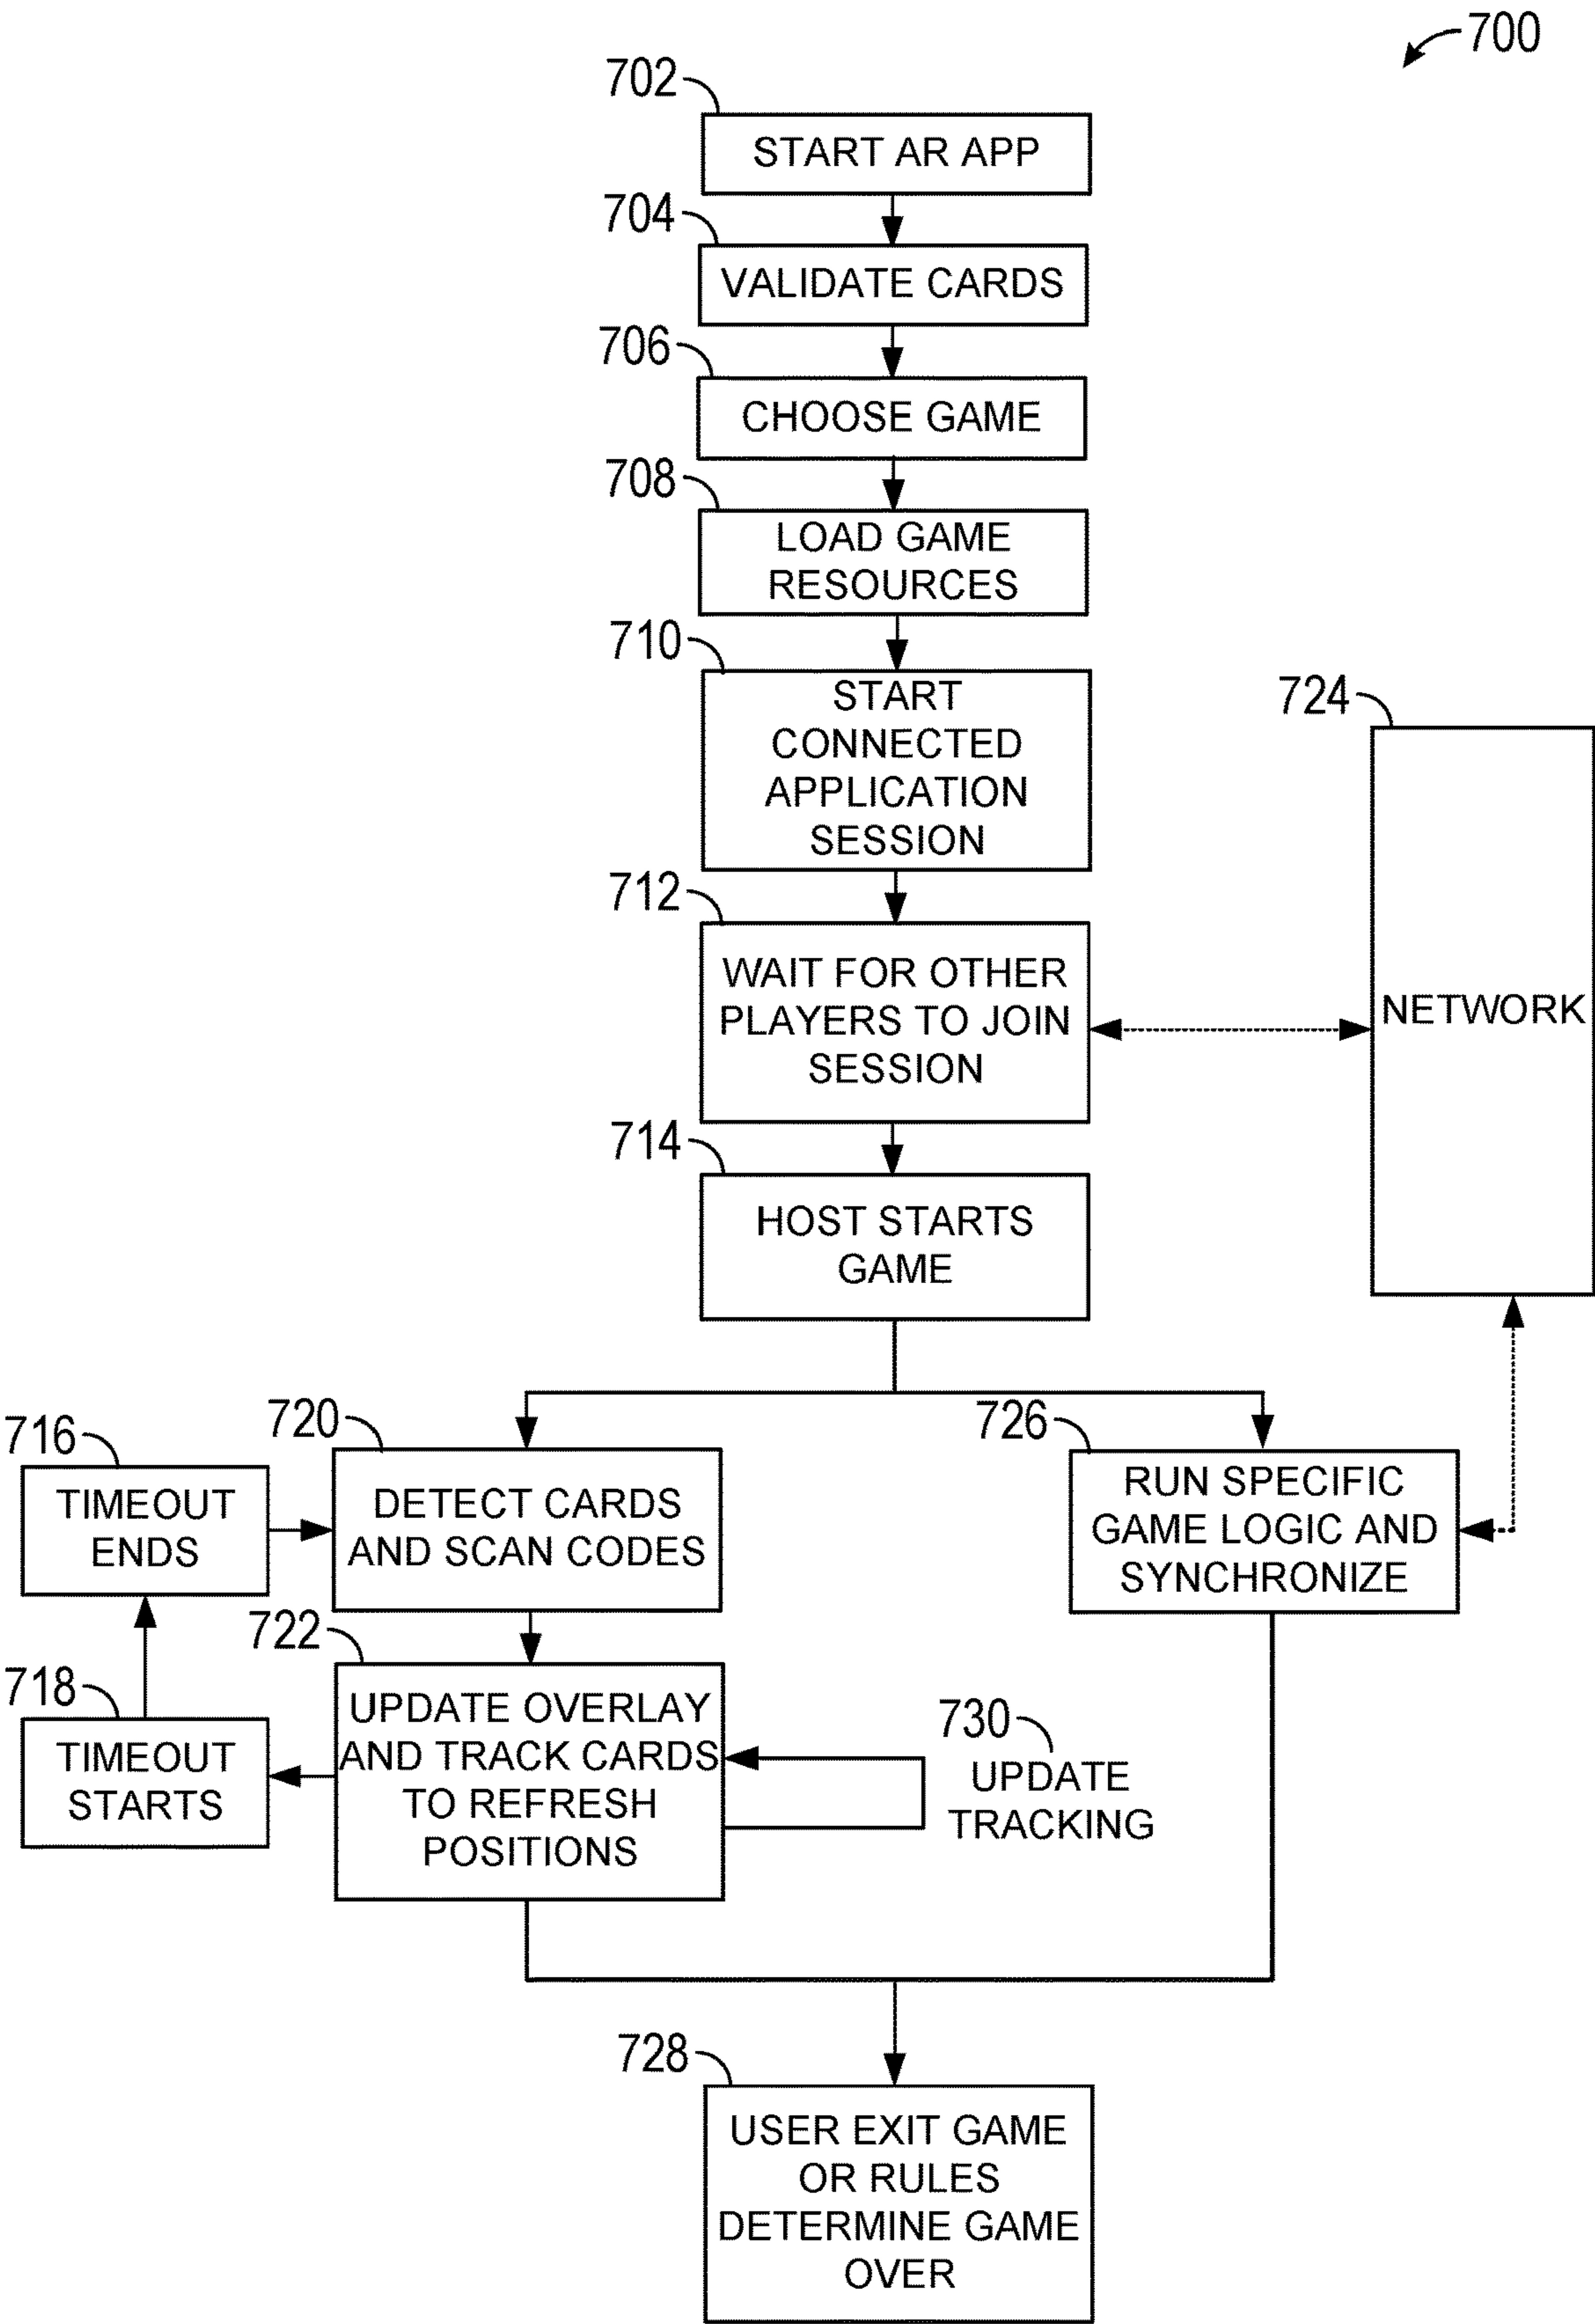 700
702
START AR APP
704
VALIDATE CARDS
706
CHOOSE GAME
708
LOAD GAME
RESOURCES
710
START
CONNECTED
APPLICATION
SESSION
712
WAIT FOR OTHER
PLAYERS TO JOIN
SESSION
724
NETWORK
714
HOST STARTS
GAME
716
TIMEOUT
ENDS
720
DETECT CARDS
AND SCAN CODES
726
RUN SPECIFIC
GAME LOGIC AND
SYNCHRONIZE
718
TIMEOUT
STARTS
722
UPDATE OVERLAY
AND TRACK CARDS
TO REFRESH
POSITIONS
730
UPDATE
TRACKING
728
USER EXIT GAME
OR RULES
DETERMINE GAME
OVER